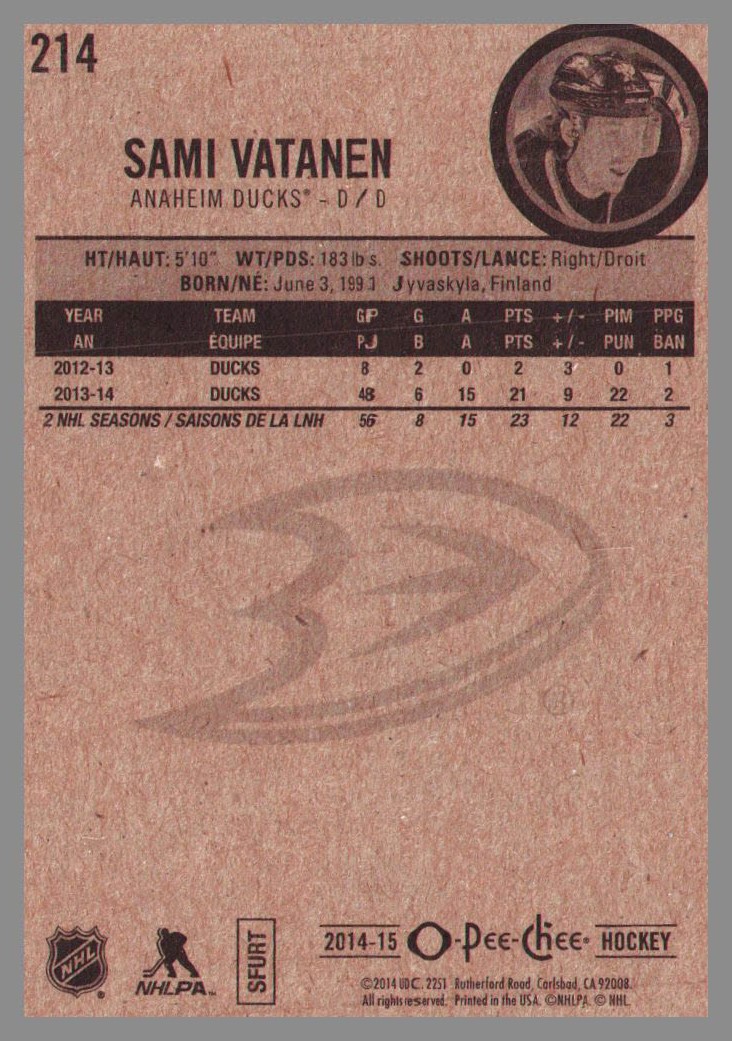 214
SAMI VATANEN
ANAHEIM DUCKS® - D / D
HT/HAUT: 5'10" WT/PDS: 183 lbs. SHOOTS/LANCE: Right/Droit
BORN/NÉ: June 3, 1991 Jyvaskyla, Finland
YEAR TEAM GP G A PTS +/- PIM PPG
AN ÉQUIPE PJ B A PTS +/- PUN BAN
2012-13 DUCKS 8 2 0 2 3 0 1
2013-14 DUCKS 48 6 15 21 9 22 2
2 NHL SEASONS / SAISONS DE LA LNH 56 8 15 23 12 22 3
®
NHL ®
NHLPA™
SFURT
2014-15 O-Pee-Chee® HOCKEY
©2014 UDC. 2251 Rutherford Road, Carlsbad, CA 92008.
All rights reserved. Printed in the USA. ©NHLPA. © NHL.